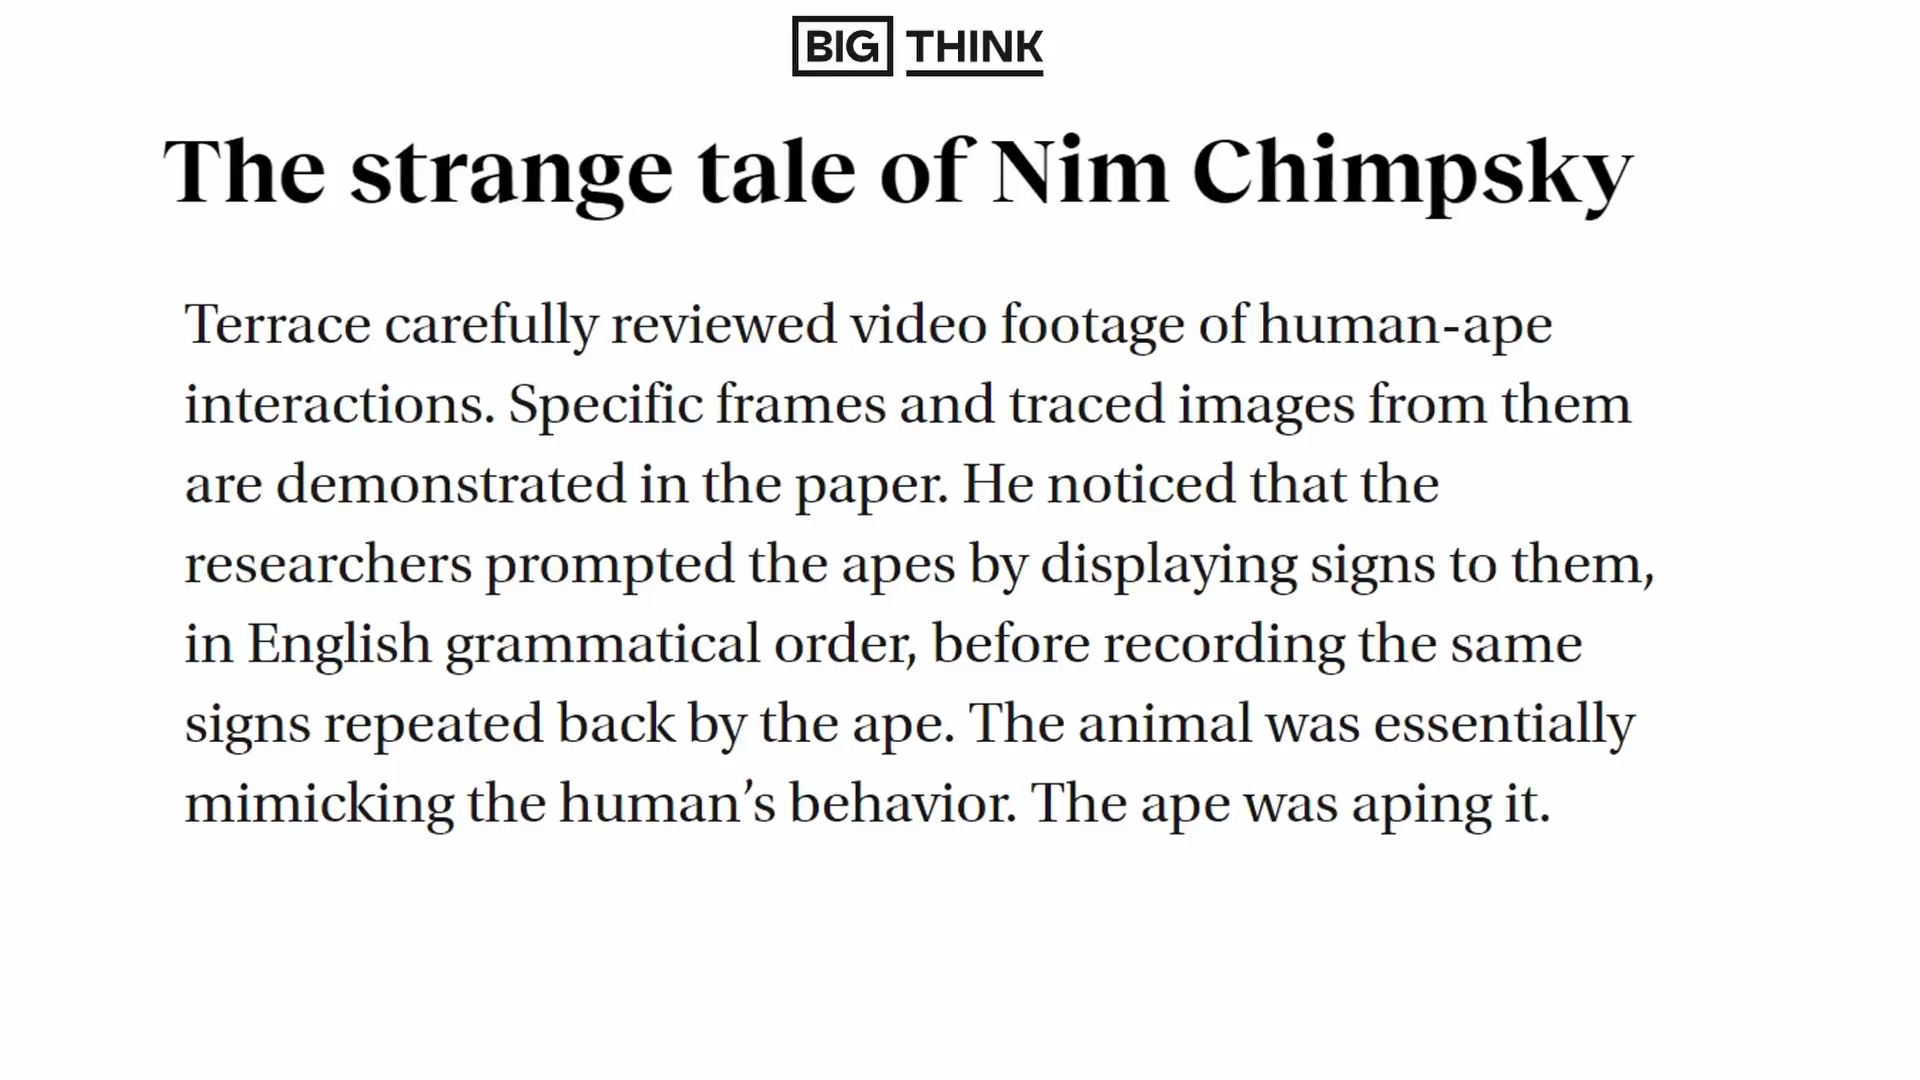 BIG THINK
The strange tale of Nim Chimpsky
Terrace carefully reviewed video footage of human-ape
interactions. Specific frames and traced images from them
are demonstrated in the paper. He noticed that the
researchers prompted the apes by displaying signs to them,
in English grammatical order, before recording the same
signs repeated back by the ape. The animal was essentially
mimicking the human’s behavior. The ape was aping it.